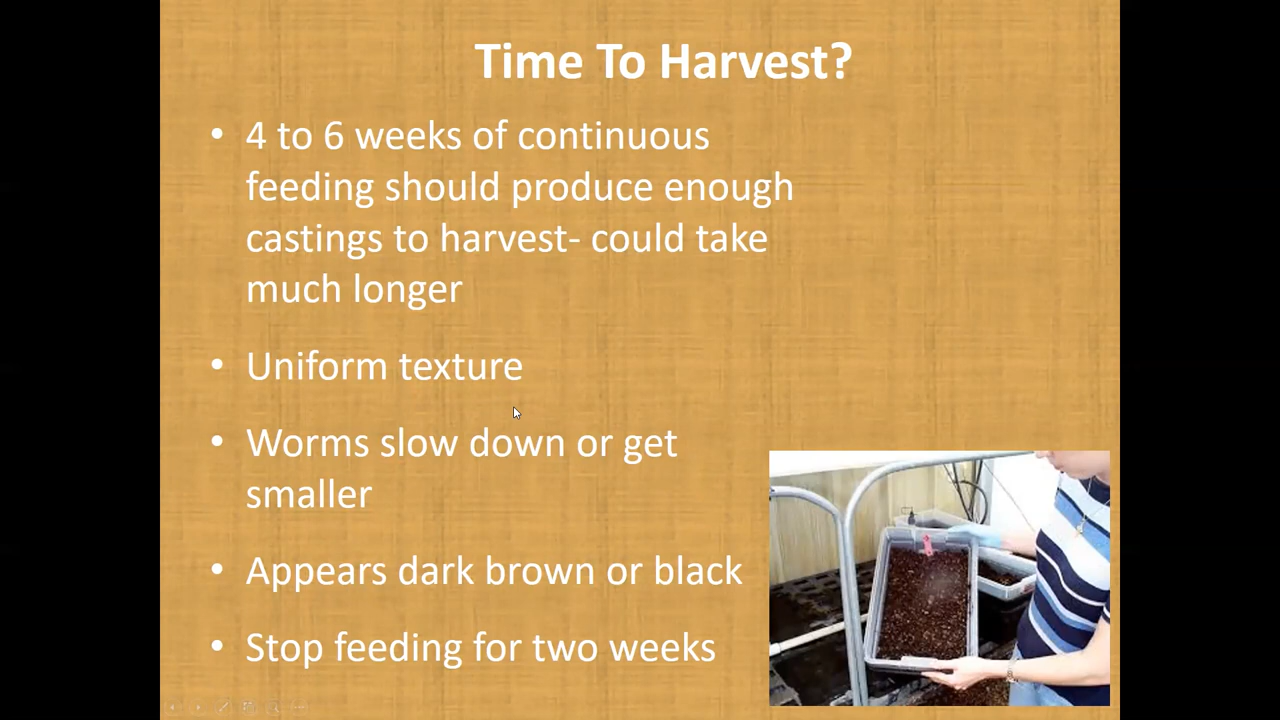 Time To Harvest?
• 4 to 6 weeks of continuous
feeding should produce enough
castings to harvest- could take
much longer
• Uniform texture
• Worms slow down or get
smaller
• Appears dark brown or black
• Stop feeding for two weeks